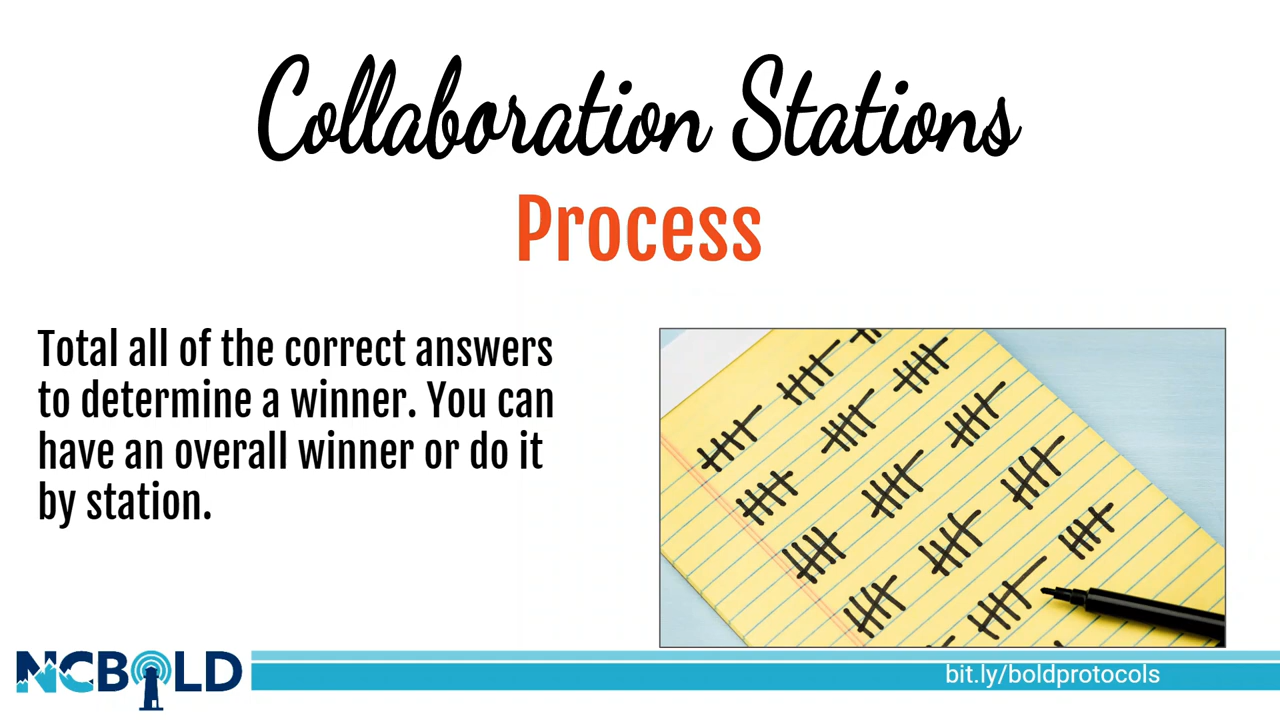 Collaboration Stations
Process
Total all of the correct answers
to determine a winner. You can
have an overall winner or do it
by station.
NCBOLD
bit.ly/boldprotocols